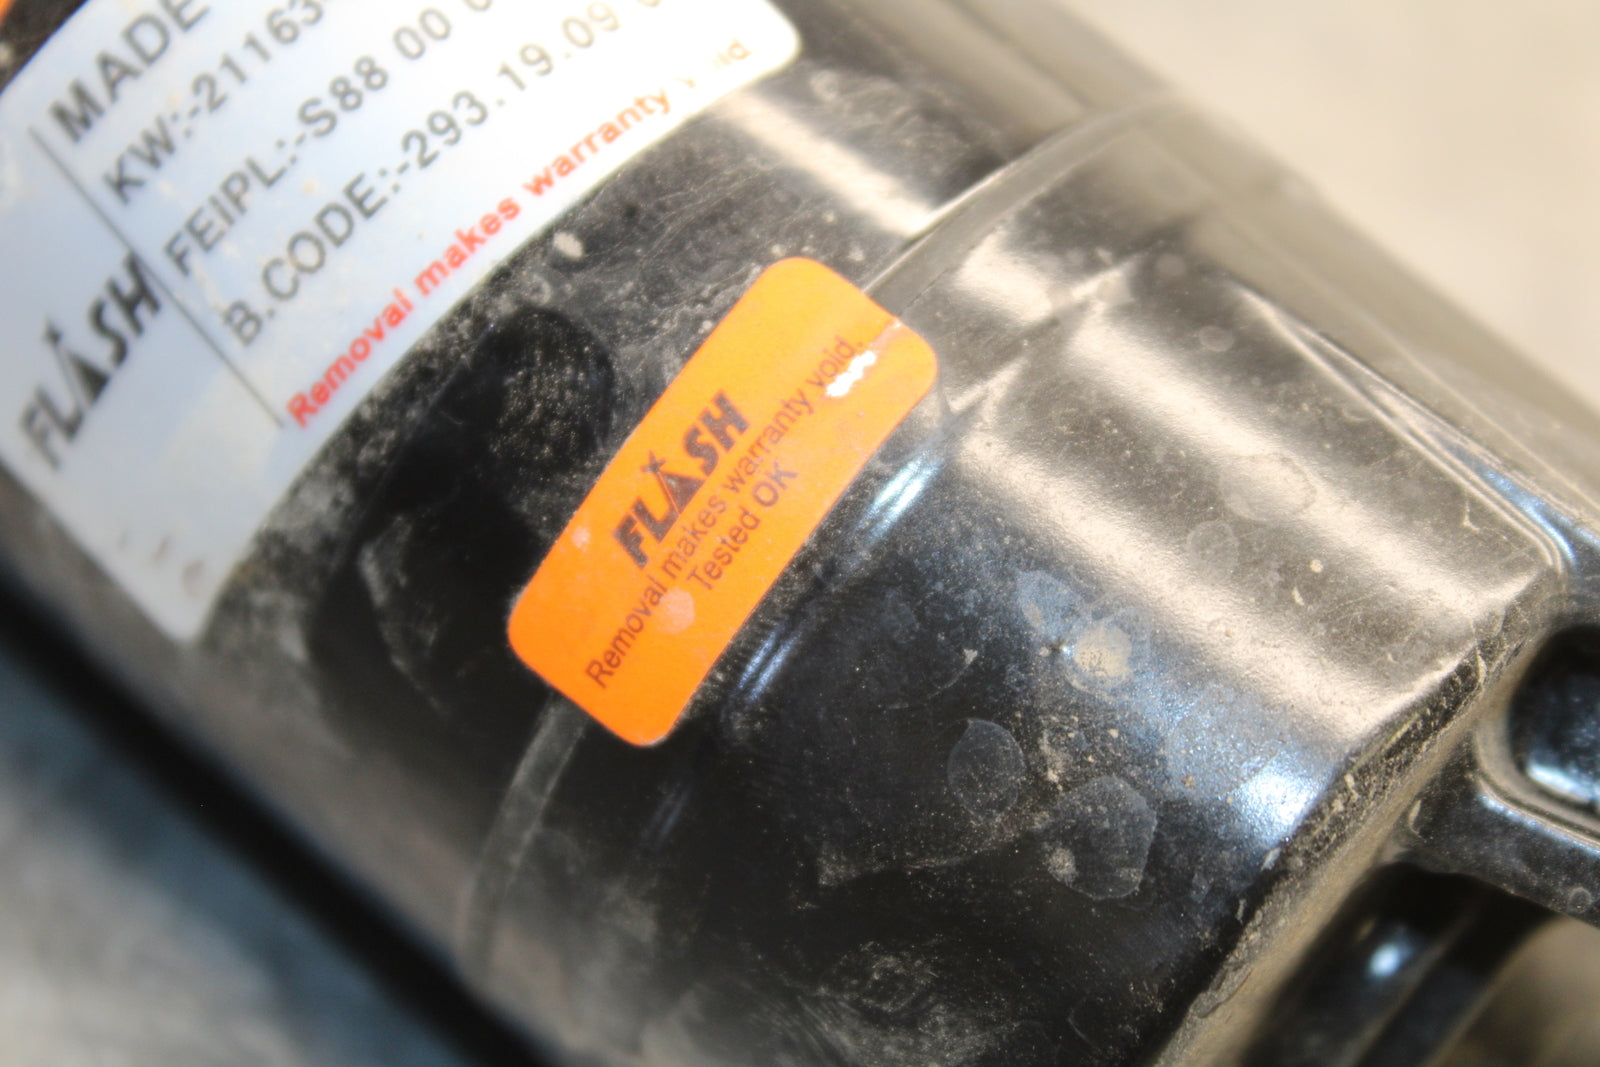 FLASH
MADE
KW:-21163
FEIPL:-S88 00
B.CODE:-293.19.09
Removal makes warranty void
FLASH
Removal makes warranty void.
Tested OK